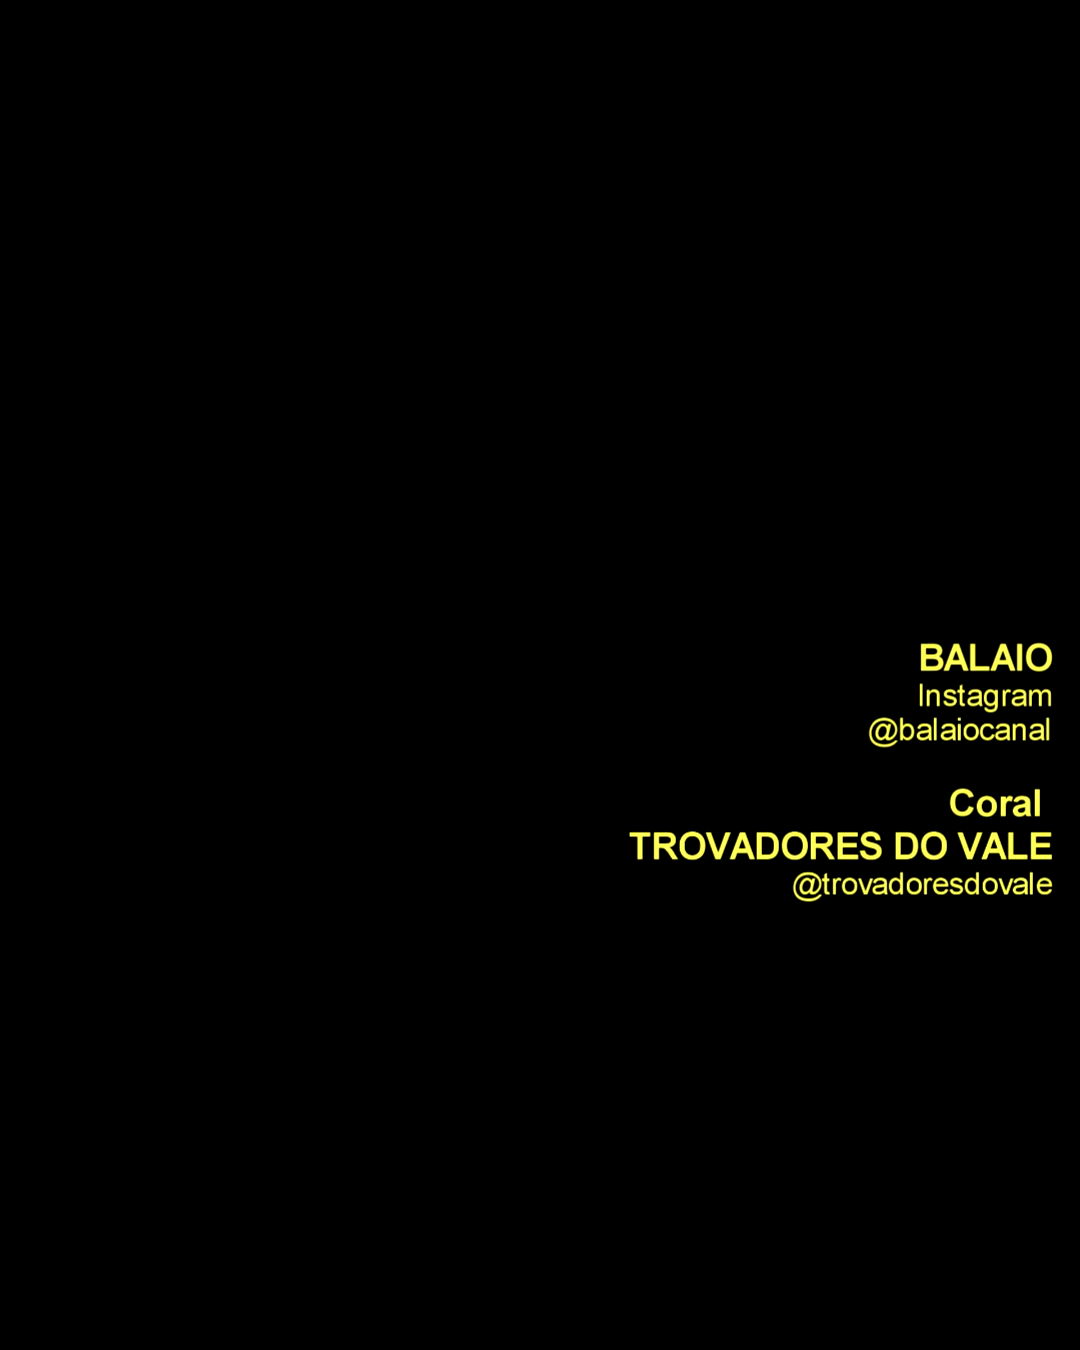 BALAIO
Instagram
@balaiocanal
Coral
TROVADORES DO VALE
@trovadoresdovale